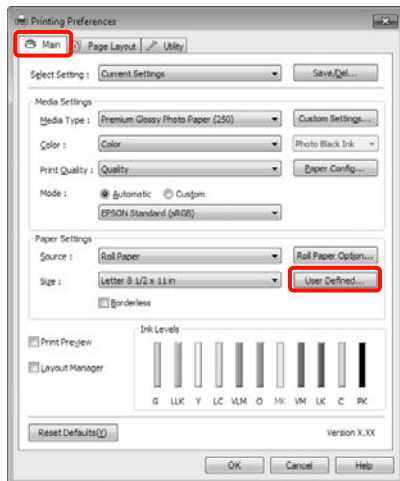 Printing Preferences
Main Page Layout Utility
Select Setting : Current Settings Save/Del...
Media Settings
Media Type : Premium Glossy Photo Paper (250) Custom Settings...
Color : Color Photo Black Ink
Print Quality : Quality Paper Config...
Mode : Automatic Custom
EPSON Standard (sRGB)
Paper Settings
Source : Roll Paper Roll Paper Option...
Size : Letter 8 1/2 x 11 in User Defined...
Borderless
Ink Levels
Print Preview
Layout Manager
G LLK Y LC VLM O MK VM LK C PK
Reset Defaults(Y) Version X.XX
OK Cancel Help